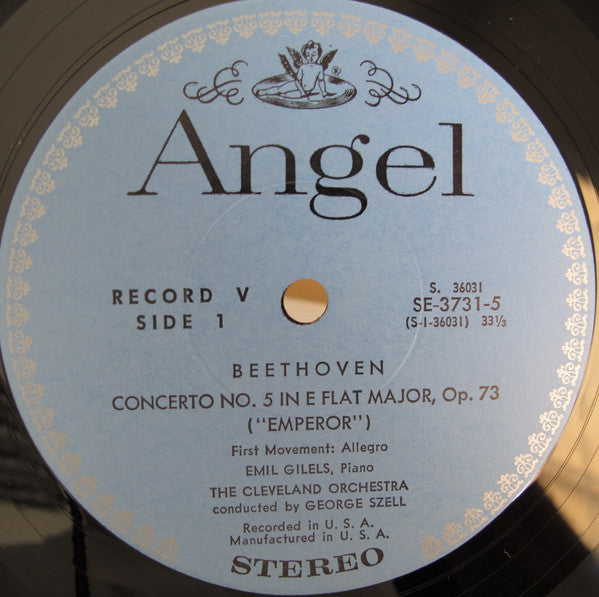 ®
Angel
RECORD V
SIDE 1
S. 36031
SE-3731-5
(S-1-36031) 33⅓
BEETHOVEN
CONCERTO NO. 5 IN E FLAT MAJOR, Op. 73
("EMPEROR")
First Movement: Allegro
EMIL GILELS, Piano
THE CLEVELAND ORCHESTRA
conducted by GEORGE SZELL
Recorded in U. S. A.
Manufactured in U. S. A.
STEREO